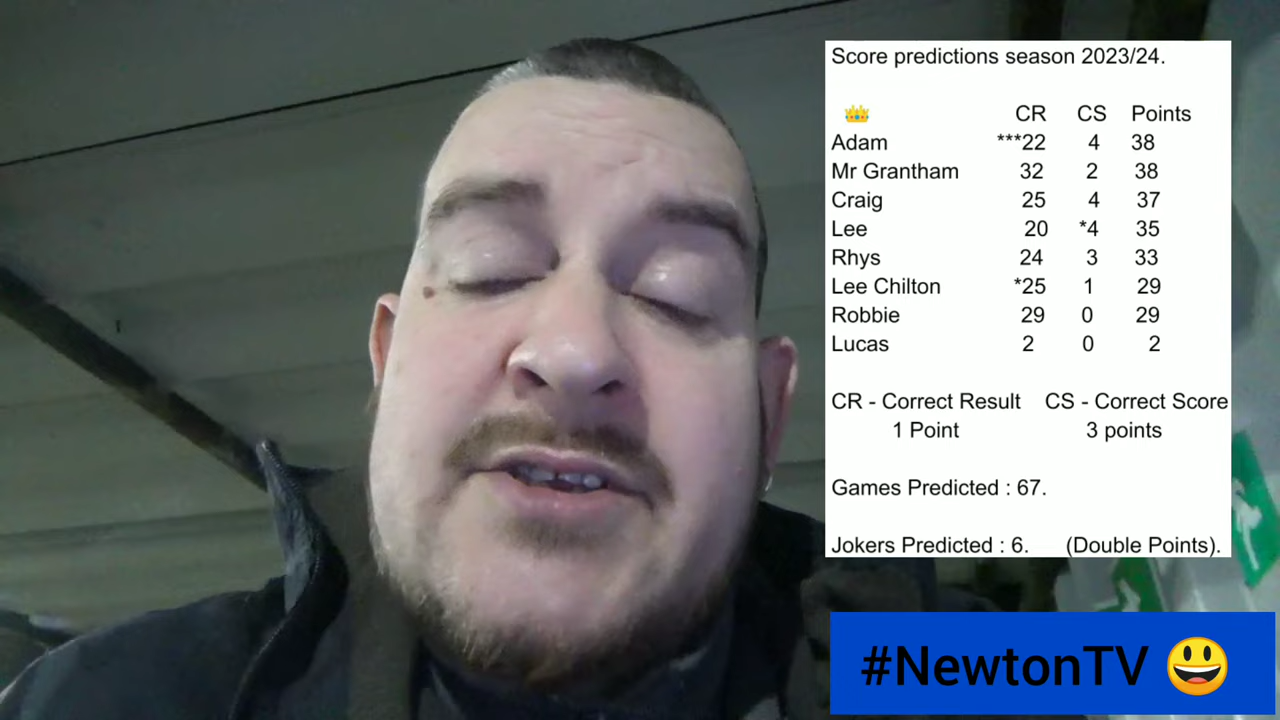 Score predictions season 2023/24.
👑 CR CS Points
Adam ***22 4 38
Mr Grantham 32 2 38
Craig 25 4 37
Lee 20 *4 35
Rhys 24 3 33
Lee Chilton *25 1 29
Robbie 29 0 29
Lucas 2 0 2
CR - Correct Result CS - Correct Score
1 Point 3 points
Games Predicted : 67.
Jokers Predicted : 6. (Double Points).
#NewtonTV 😃